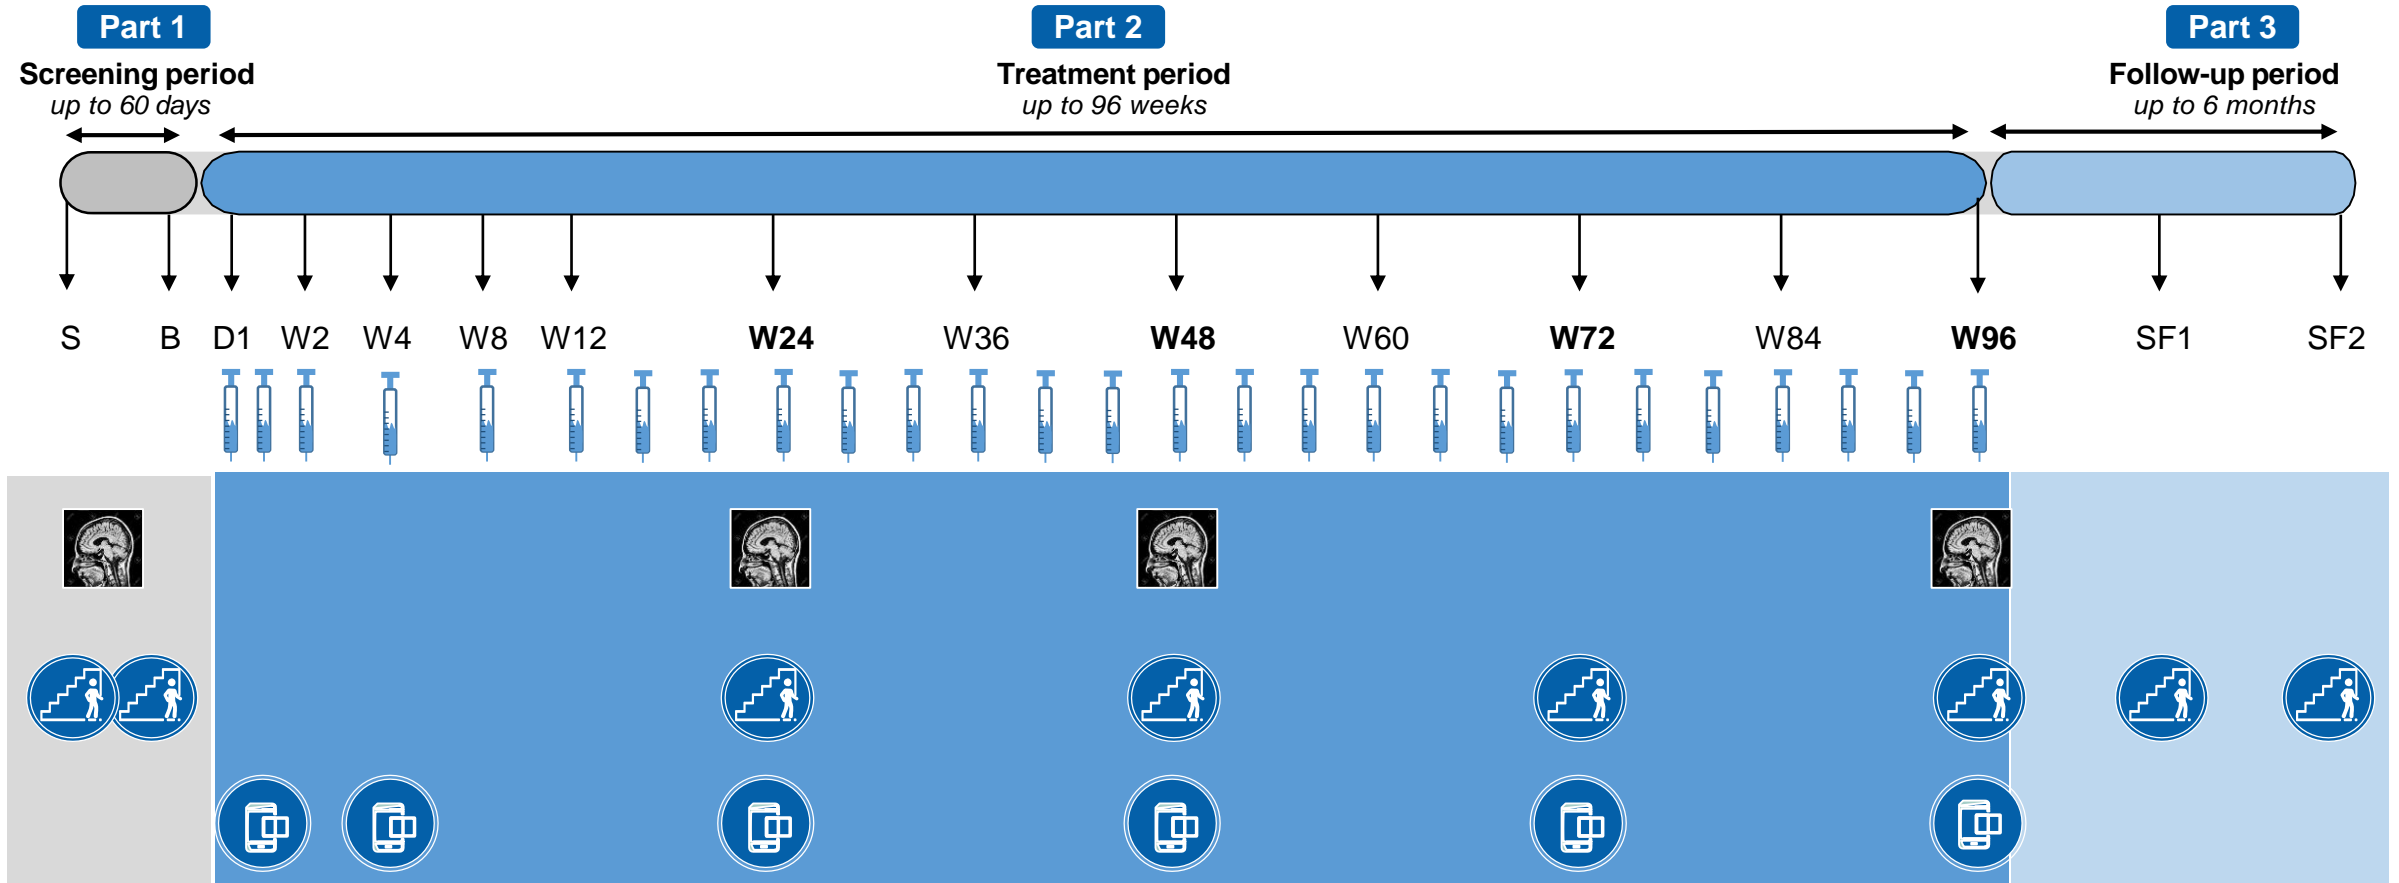 Part 1
Part 2
Part 3
Screening period
up to 60 days
Treatment period
up to 96 weeks
Follow-up period
up to 6 months
S B D1 W2 W4 W8 W12 W24 W36 W48 W60 W72 W84 W96 SF1 SF2